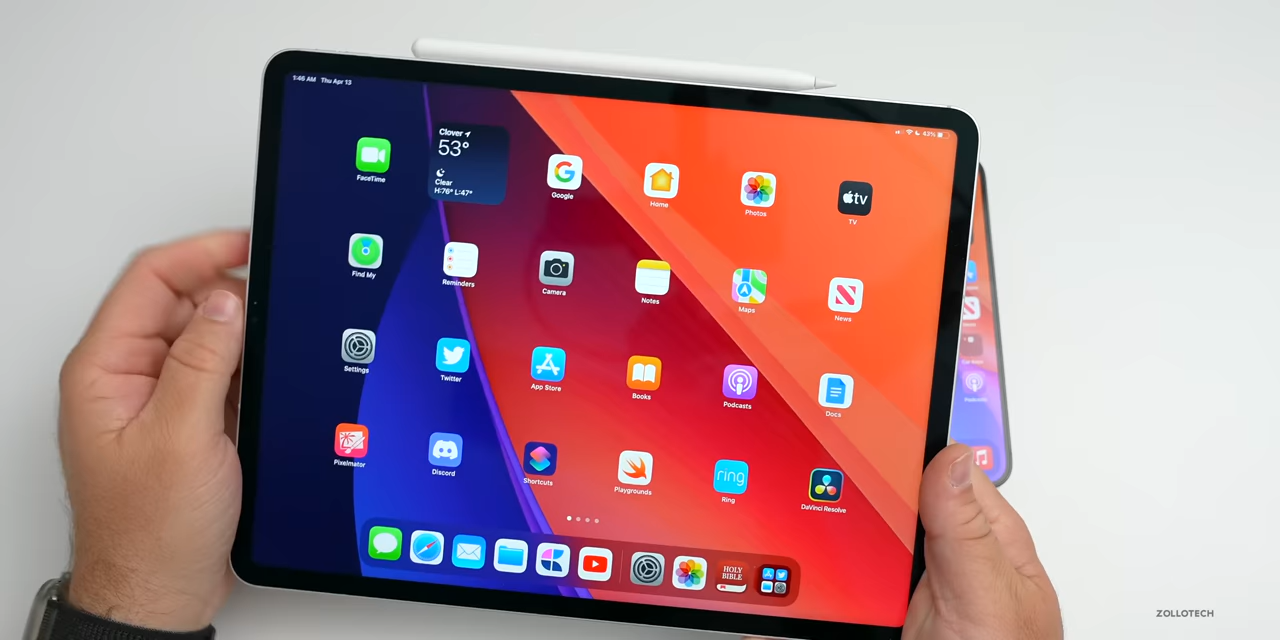 1:46 AM Thu Apr 13
43%
FaceTime
Clover
53°
Clear
H:76° L:47°
Google
Home
Photos
tv
TV
Find My
Reminders
Camera
Notes
Maps
News
Settings
Twitter
App Store
Books
Podcasts
Docs
Pixelmator
Discord
Shortcuts
Playgrounds
ring
Ring
DaVinci Resolve
HOLY
BIBLE
Podcasts
ZOLLOTECH